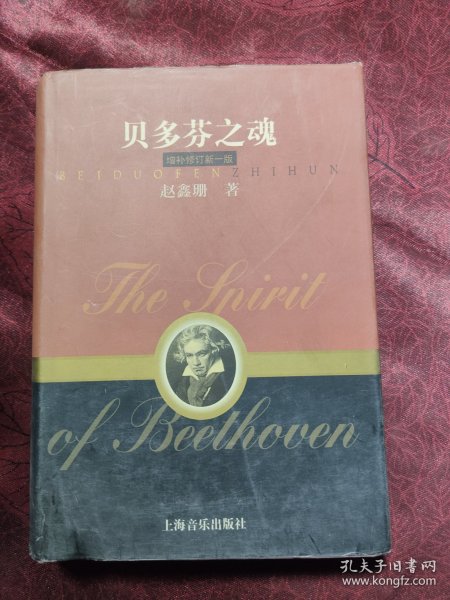 贝多芬之魂
增补修订新一版
BEIDUOFENZHIHUN
赵鑫珊 著
The Spirit
of Beethoven
上海音乐出版社
孔夫子旧书网
www.kongfz.com